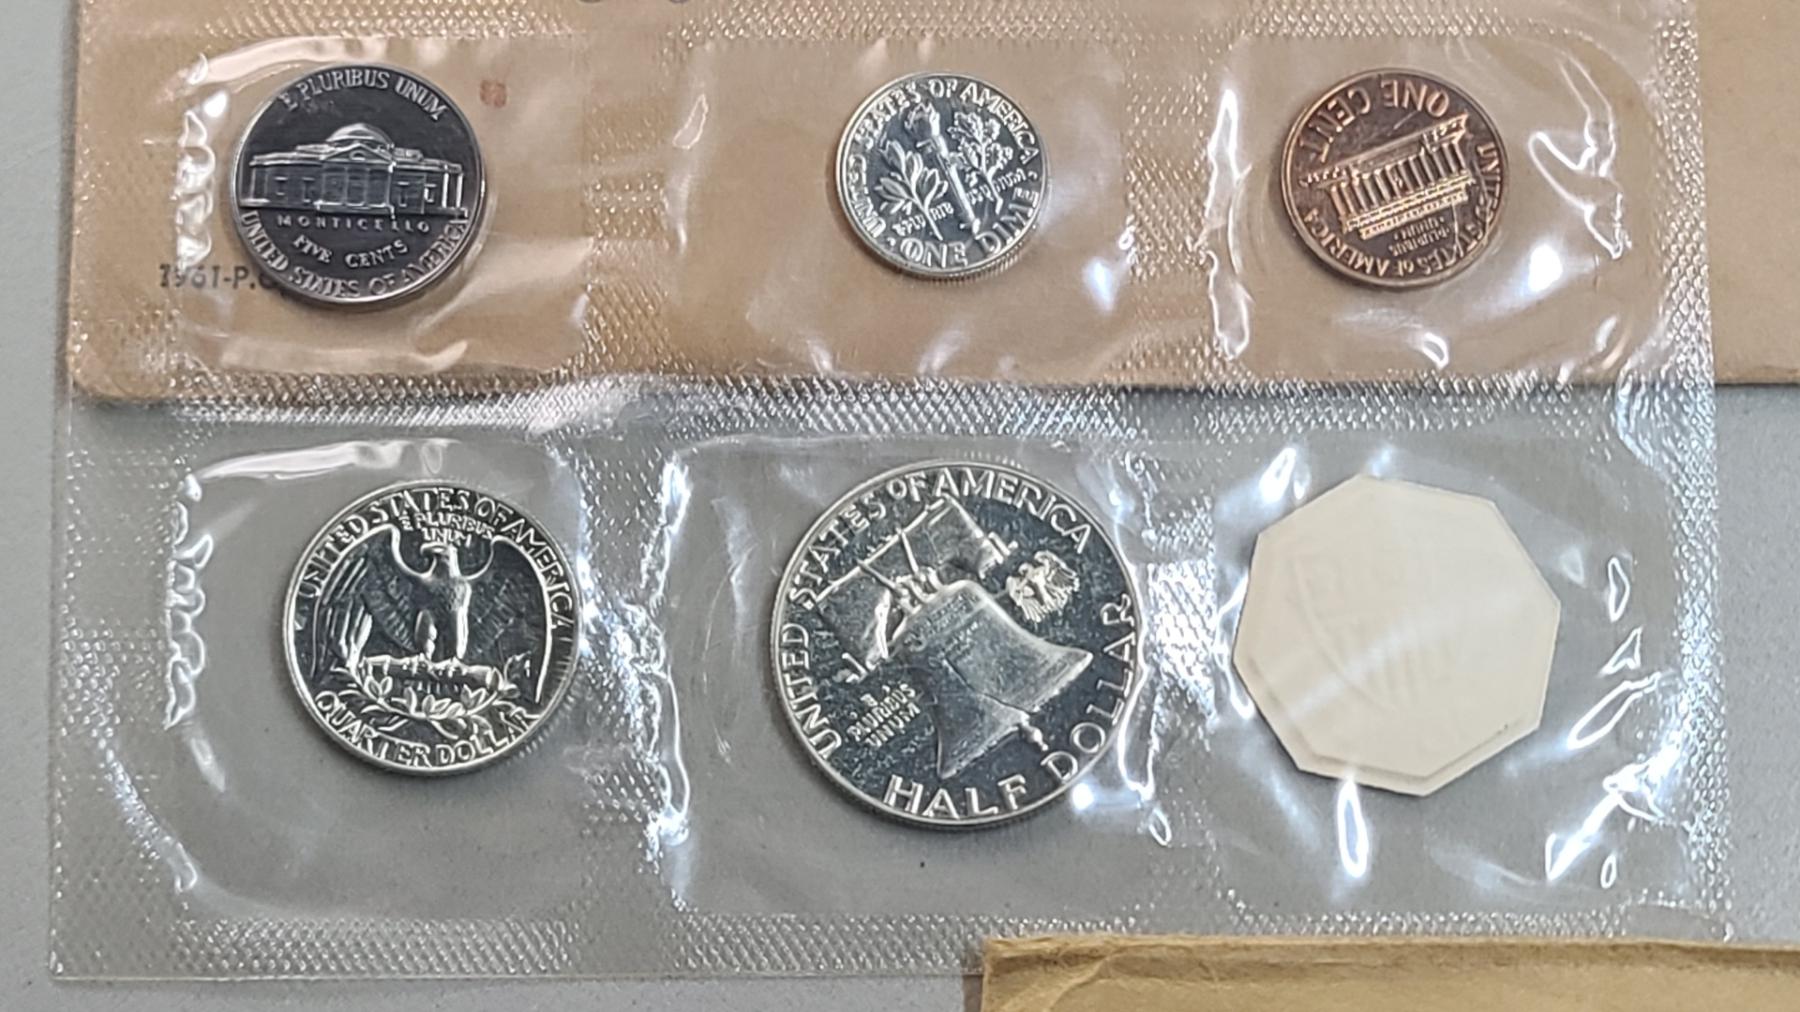 E PLURIBUS UNUM
MONTICELLO
FIVE CENTS
UNITED STATES OF AMERICA
1961-P.
UNITED STATES OF AMERICA
ONE DIME
ONE CENT
UNITED STATES OF AMERICA
E
PLURIBUS
UNUM
UNITED STATES OF AMERICA
E PLURIBUS
UNUM
QUARTER DOLLAR
UNITED STATES OF AMERICA
E
PLURIBUS
UNUM
HALF DOLLAR